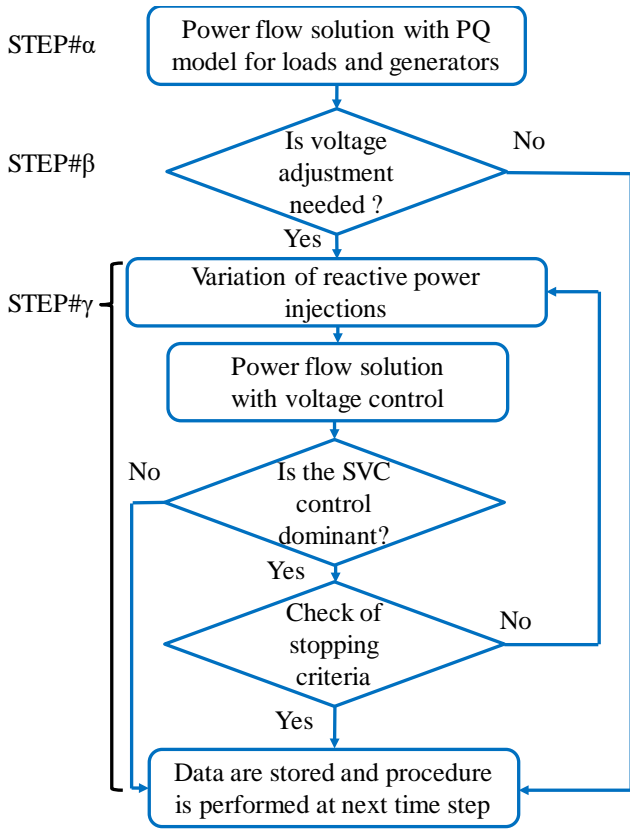 STEP#α
Power flow solution with PQ
model for loads and generators
STEP#β
Is voltage
adjustment
needed ?
No
Yes
STEP#γ
Variation of reactive power
injections
Power flow solution
with voltage control
No
Is the SVC
control
dominant?
Yes
Check of
stopping
criteria
No
Yes
Data are stored and procedure
is performed at next time step